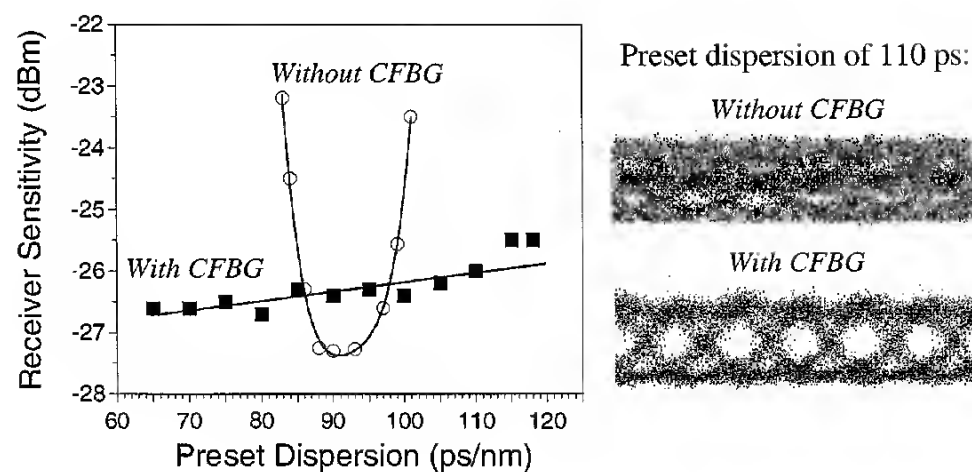 -22
-23
-24
-25
-26
-27
-28
60 70 80 90 100 110 120
Receiver Sensitivity (dBm)
Preset Dispersion (ps/nm)
Without CFBG
With CFBG
Preset dispersion of 110 ps:
Without CFBG
With CFBG